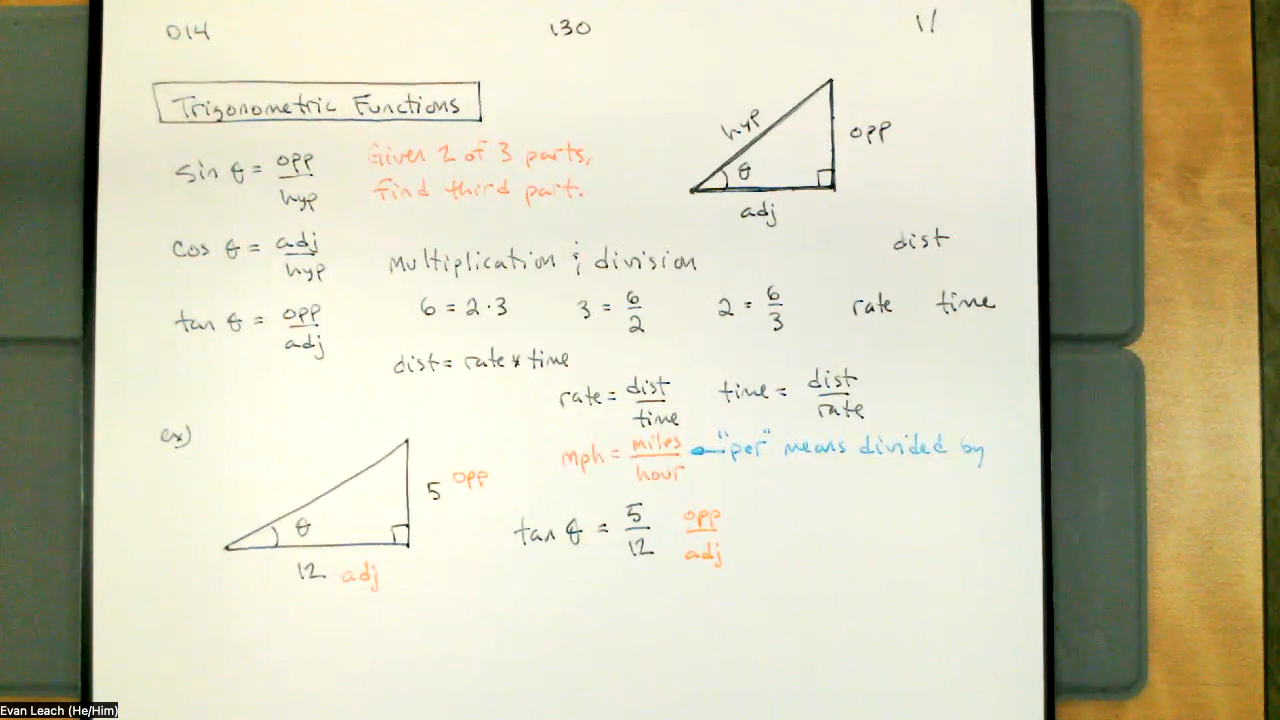 014 130 1/
Trigonometric Functions
hyp
opp
θ
adj
sin θ = opp/hyp
Given 2 of 3 parts,
find third part.
cos θ = adj/hyp
Multiplication & division
dist
6 = 2·3 3 = 6/2 2 = 6/3 rate time
tan θ = opp/adj
dist = rate * time
rate = dist/time time = dist/rate
mph = miles/hour "per" means divided by
ex)
5 opp
θ
12 adj
tan θ = 5/12 opp/adj
Evan Leach (He/Him)